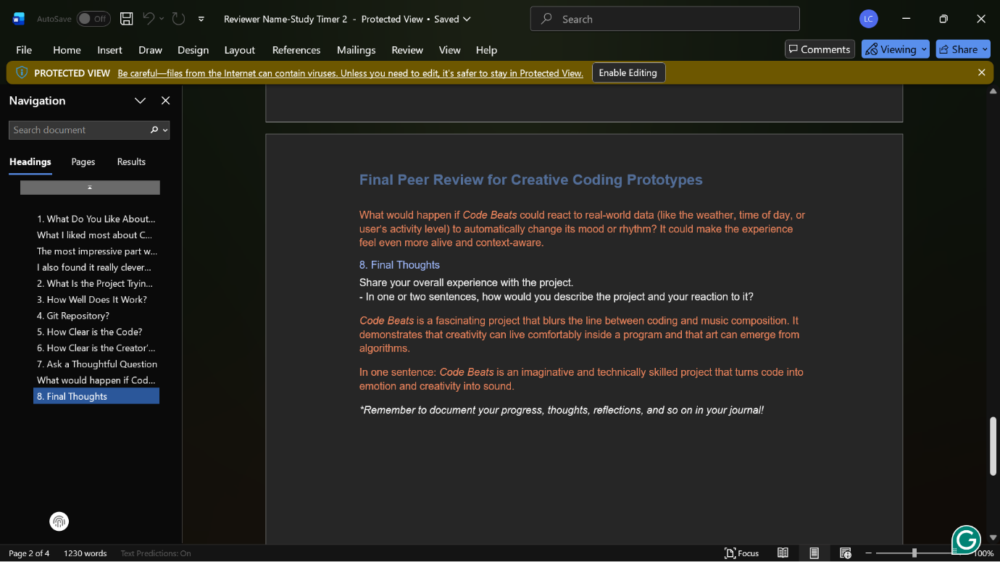 AutoSave Off Reviewer Name-Study Timer 2 - Protected View • Saved Search LC
File Home Insert Draw Design Layout References Mailings Review View Help Comments Viewing Share
PROTECTED VIEW Be careful—files from the Internet can contain viruses. Unless you need to edit, it's safer to stay in Protected View. Enable Editing
Navigation
Search document
Headings Pages Results
1. What Do You Like About...
What I liked most about C...
The most impressive part w...
I also found it really clever...
2. What Is the Project Tryin...
3. How Well Does It Work?
4. Git Repository?
5. How Clear is the Code?
6. How Clear is the Creator'...
7. Ask a Thoughtful Question
What would happen if Cod...
8. Final Thoughts
Final Peer Review for Creative Coding Prototypes
What would happen if Code Beats could react to real-world data (like the weather, time of day, or
user's activity level) to automatically change its mood or rhythm? It could make the experience
feel even more alive and context-aware.
8. Final Thoughts
Share your overall experience with the project.
- In one or two sentences, how would you describe the project and your reaction to it?
Code Beats is a fascinating project that blurs the line between coding and music composition. It
demonstrates that creativity can live comfortably inside a program and that art can emerge from
algorithms.
In one sentence: Code Beats is an imaginative and technically skilled project that turns code into
emotion and creativity into sound.
*Remember to document your progress, thoughts, reflections, and so on in your journal!
Page 2 of 4 1230 words Text Predictions: On Focus 100%